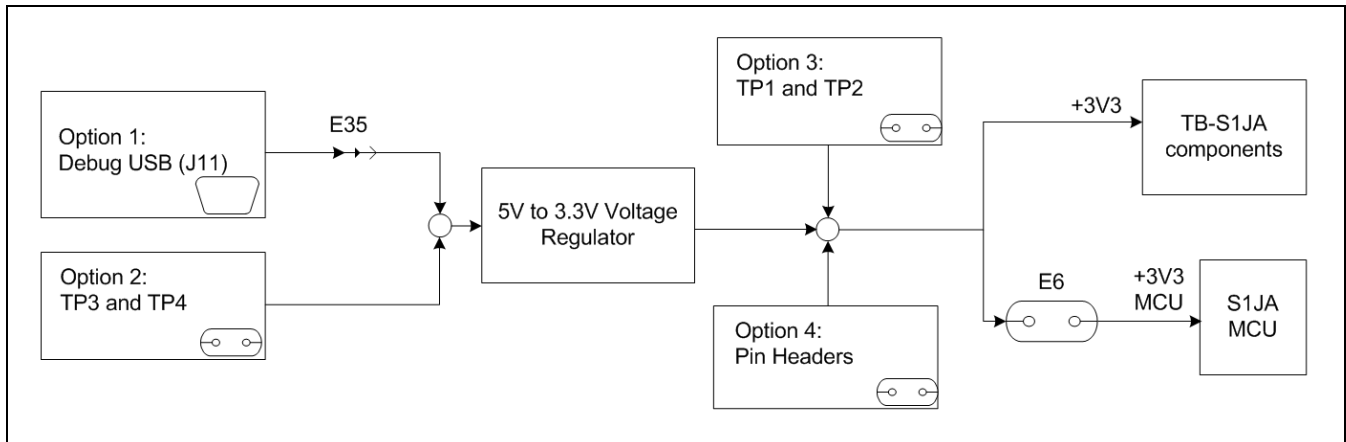 Option 1:
Debug USB (J11)
E35
Option 2:
TP3 and TP4
5V to 3.3V Voltage
Regulator
Option 3:
TP1 and TP2
Option 4:
Pin Headers
+3V3
TB-S1JA
components
E6
+3V3
MCU
S1JA
MCU